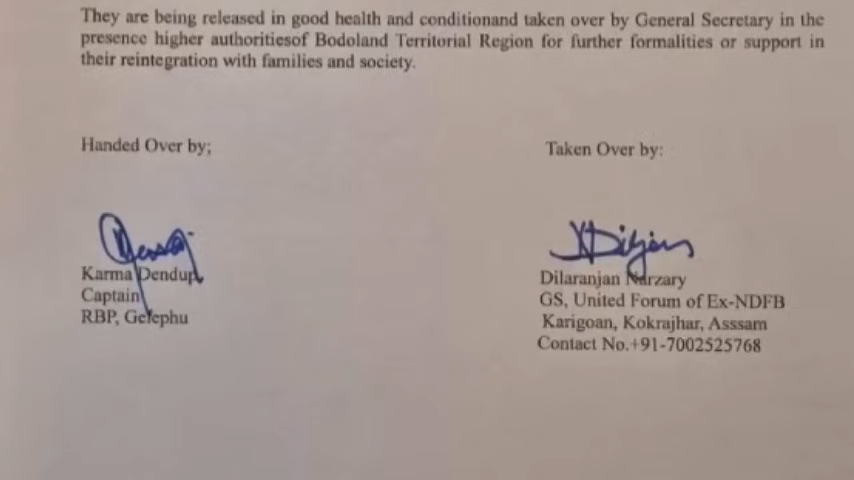 They are being released in good health and conditionand taken over by General Secretary in the
presence higher authoritiesof Bodoland Territorial Region for further formalities or support in
their reintegration with families and society.
Handed Over by;
Taken Over by:
Karma Dendup
Captain
RBP, Gelephu
Dilaranjan Narzary
GS, United Forum of Ex-NDFB
Karigoan, Kokrajhar, Asssam
Contact No.+91-7002525768